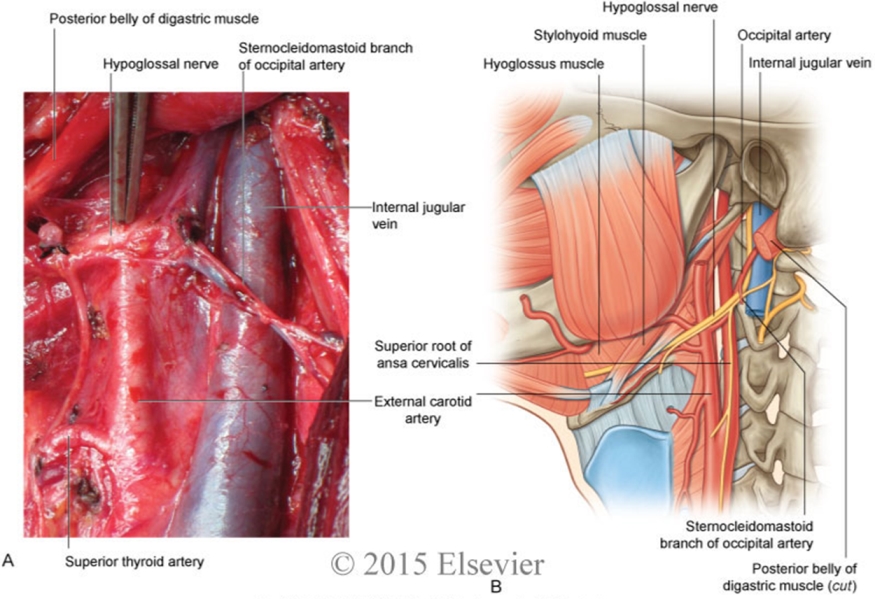 Posterior belly of digastric muscle
Hypoglossal nerve
Sternocleidomastoid branch
of occipital artery
Internal jugular
vein
Superior root of
ansa cervicalis
External carotid
artery
Superior thyroid artery
A
Hypoglossal nerve
Stylohyoid muscle
Occipital artery
Hyoglossus muscle
Internal jugular vein
Sternocleidomastoid
branch of occipital artery
Posterior belly of
digastric muscle (cut)
B
© 2015 Elsevier